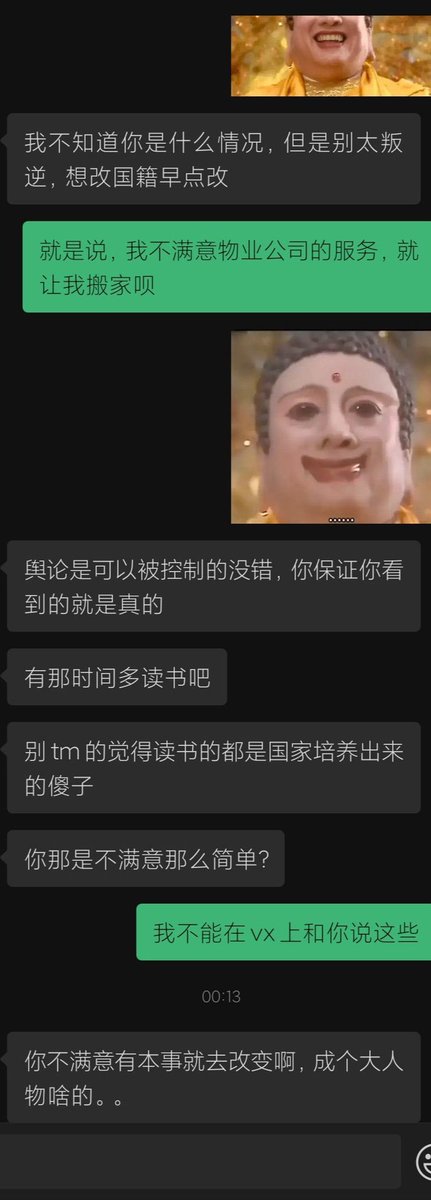 我不知道你是什么情况，但是别太叛
逆，想改国籍早点改
就是说，我不满意物业公司的服务，就
让我搬家呗
舆论是可以被控制的没错，你保证你看
到的就是真的
有那时间多读书吧
别tm的觉得读书的都是国家培养出来
的傻子
你那是不满意那么简单?
我不能在vx上和你说这些
00:13
你不满意有本事就去改变啊，成个大人
物啥的。。